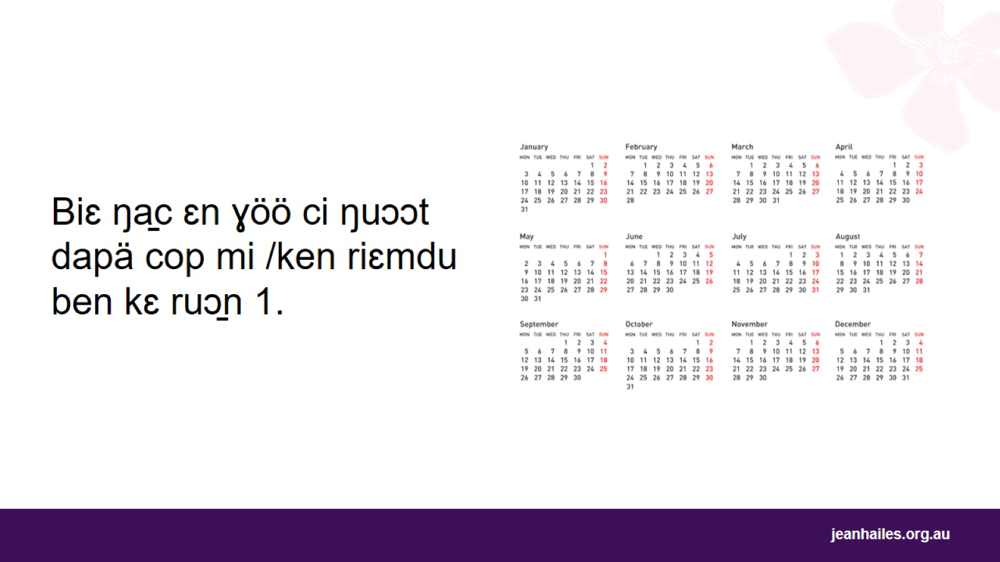 Biɛ ŋa̱c ɛn ɣöö ci ŋuɔɔt
dapä cop mi /ken riɛmdu
ben kɛ ruɔ̱n 1.
January
MON TUE WED THU FRI SAT SUN
1 2
3 4 5 6 7 8 9
10 11 12 13 14 15 16
17 18 19 20 21 22 23
24 25 26 27 28 29 30
31
February
MON TUE WED THU FRI SAT SUN
1 2 3 4 5 6
7 8 9 10 11 12 13
14 15 16 17 18 19 20
21 22 23 24 25 26 27
28
March
MON TUE WED THU FRI SAT SUN
1 2 3 4 5 6
7 8 9 10 11 12 13
14 15 16 17 18 19 20
21 22 23 24 25 26 27
28 29 30 31
April
MON TUE WED THU FRI SAT SUN
1 2 3
4 5 6 7 8 9 10
11 12 13 14 15 16 17
18 19 20 21 22 23 24
25 26 27 28 29 30
May
MON TUE WED THU FRI SAT SUN
1
2 3 4 5 6 7 8
9 10 11 12 13 14 15
16 17 18 19 20 21 22
23 24 25 26 27 28 29
30 31
June
MON TUE WED THU FRI SAT SUN
1 2 3 4 5
6 7 8 9 10 11 12
13 14 15 16 17 18 19
20 21 22 23 24 25 26
27 28 29 30
July
MON TUE WED THU FRI SAT SUN
1 2 3
4 5 6 7 8 9 10
11 12 13 14 15 16 17
18 19 20 21 22 23 24
25 26 27 28 29 30 31
August
MON TUE WED THU FRI SAT SUN
1 2 3 4 5 6 7
8 9 10 11 12 13 14
15 16 17 18 19 20 21
22 23 24 25 26 27 28
29 30 31
September
MON TUE WED THU FRI SAT SUN
1 2 3 4
5 6 7 8 9 10 11
12 13 14 15 16 17 18
19 20 21 22 23 24 25
26 27 28 29 30
October
MON TUE WED THU FRI SAT SUN
1 2
3 4 5 6 7 8 9
10 11 12 13 14 15 16
17 18 19 20 21 22 23
24 25 26 27 28 29 30
31
November
MON TUE WED THU FRI SAT SUN
1 2 3 4 5 6
7 8 9 10 11 12 13
14 15 16 17 18 19 20
21 22 23 24 25 26 27
28 29 30
December
MON TUE WED THU FRI SAT SUN
1 2 3 4
5 6 7 8 9 10 11
12 13 14 15 16 17 18
19 20 21 22 23 24 25
26 27 28 29 30 31
jeanhailes.org.au